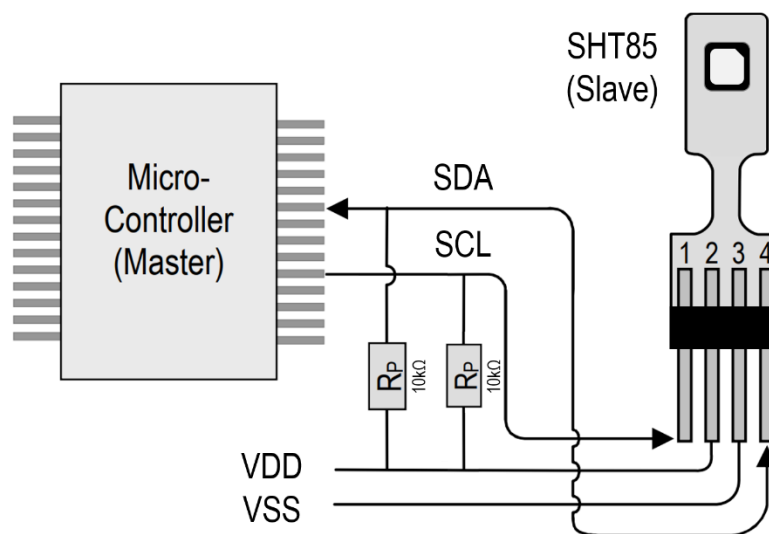 SHT85
(Slave)
Micro-
Controller
(Master)
SDA
SCL
1 2 3 4
RP
10kΩ
RP
10kΩ
VDD
VSS